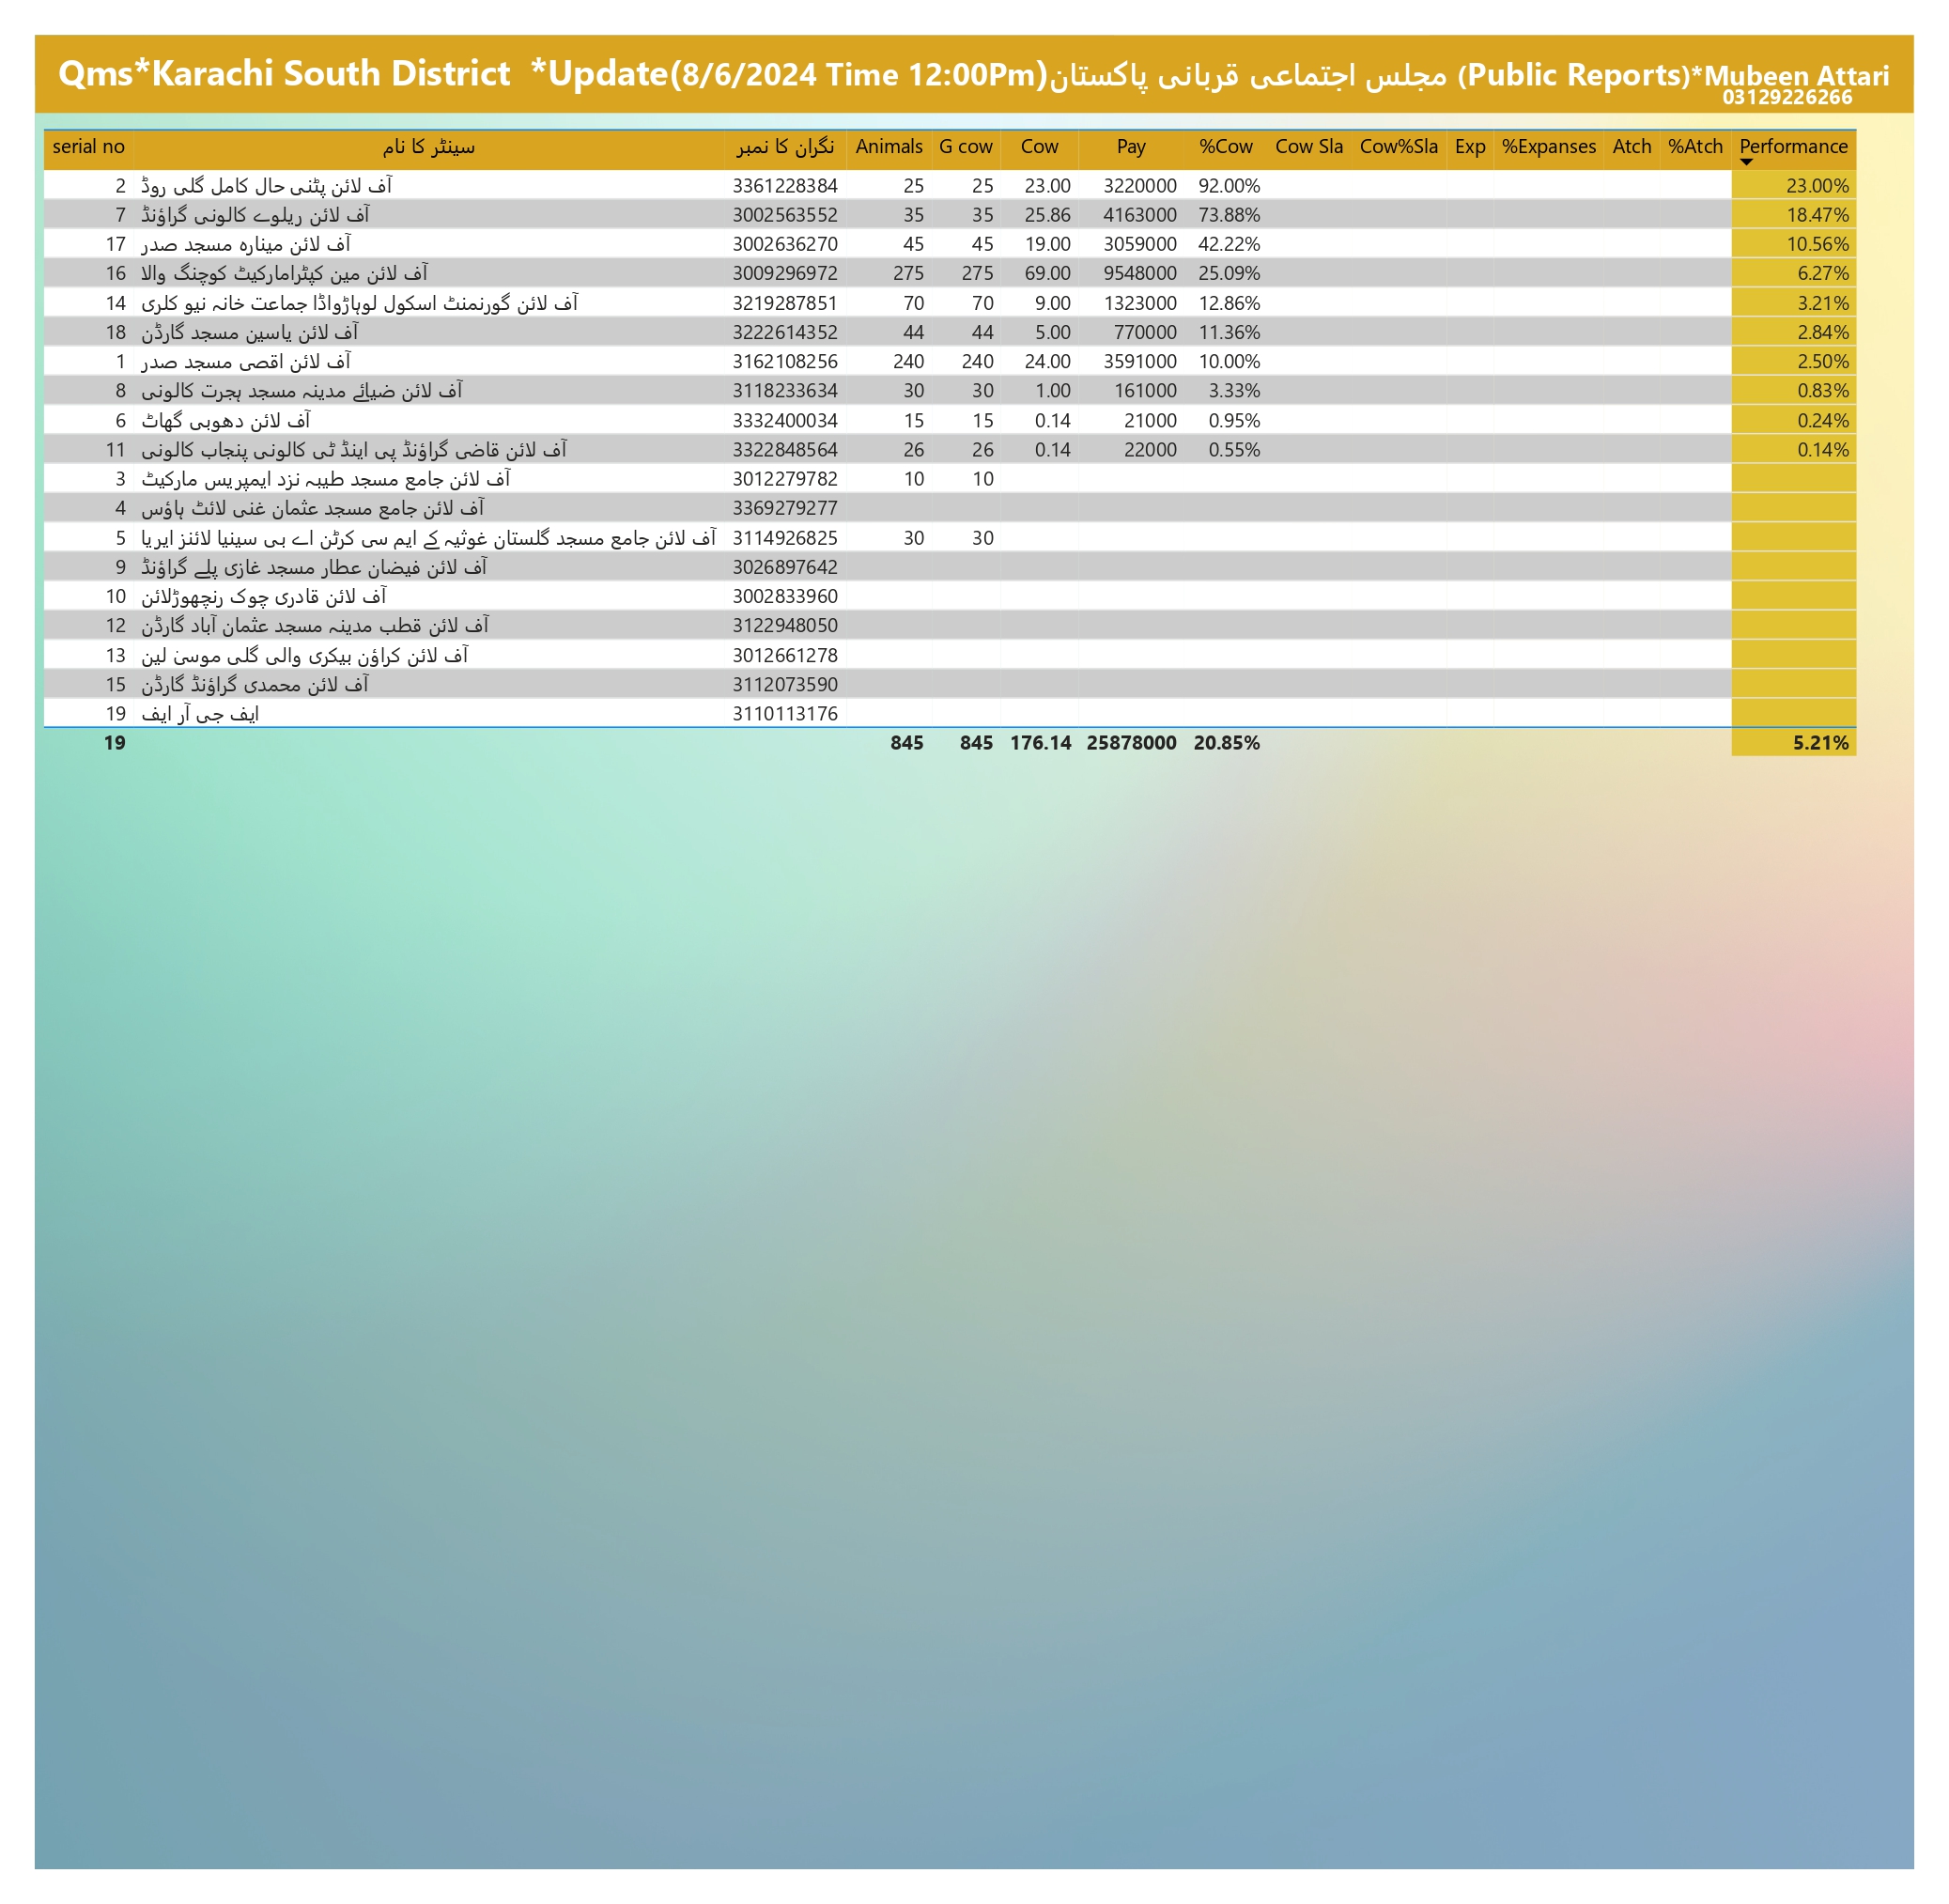 Qms*Karachi South District *Update(8/6/2024 Time 12:00Pm)مجلس اجتماعی قربانی پاکستان (Public Reports)*Mubeen Attari
03129226266
serial no سینٹر کا نام نگران کا نمبر Animals G cow Cow Pay %Cow Cow Sla Cow%Sla Exp %Expanses Atch %Atch Performance
2 آف لائن پٹنی حال کامل گلی روڈ 3361228384 25 25 23.00 3220000 92.00% 23.00%
7 آف لائن ریلوے کالونی گراؤنڈ 3002563552 35 35 25.86 4163000 73.88% 18.47%
17 آف لائن مینارہ مسجد صدر 3002636270 45 45 19.00 3059000 42.22% 10.56%
16 آف لائن مین کپٹرامارکیٹ کوچنگ والا 3009296972 275 275 69.00 9548000 25.09% 6.27%
14 آف لائن گورنمنٹ اسکول لوہاڑواڈا جماعت خانہ نیو کلری 3219287851 70 70 9.00 1323000 12.86% 3.21%
18 آف لائن یاسین مسجد گارڈن 3222614352 44 44 5.00 770000 11.36% 2.84%
1 آف لائن اقصی مسجد صدر 3162108256 240 240 24.00 3591000 10.00% 2.50%
8 آف لائن ضیائے مدینہ مسجد ہجرت کالونی 3118233634 30 30 1.00 161000 3.33% 0.83%
6 آف لائن دھوبی گھاٹ 3332400034 15 15 0.14 21000 0.95% 0.24%
11 آف لائن قاضی گراؤنڈ پی اینڈ ٹی کالونی پنجاب کالونی 3322848564 26 26 0.14 22000 0.55% 0.14%
3 آف لائن جامع مسجد طیبہ نزد ایمپریس مارکیٹ 3012279782 10 10
4 آف لائن جامع مسجد عثمان غنی لائٹ ہاؤس 3369279277
5 آف لائن جامع مسجد گلستان غوثیہ کے ایم سی کرٹن اے بی سینیا لائنز ایریا 3114926825 30 30
9 آف لائن فیضان عطار مسجد غازی پلے گراؤنڈ 3026897642
10 آف لائن قادری چوک رنچھوڑلائن 3002833960
12 آف لائن قطب مدینہ مسجد عثمان آباد گارڈن 3122948050
13 آف لائن کراؤن بیکری والی گلی موسیٰ لین 3012661278
15 آف لائن محمدی گراؤنڈ گارڈن 3112073590
19 ایف جی آر ایف 3110113176
19 845 845 176.14 25878000 20.85% 5.21%